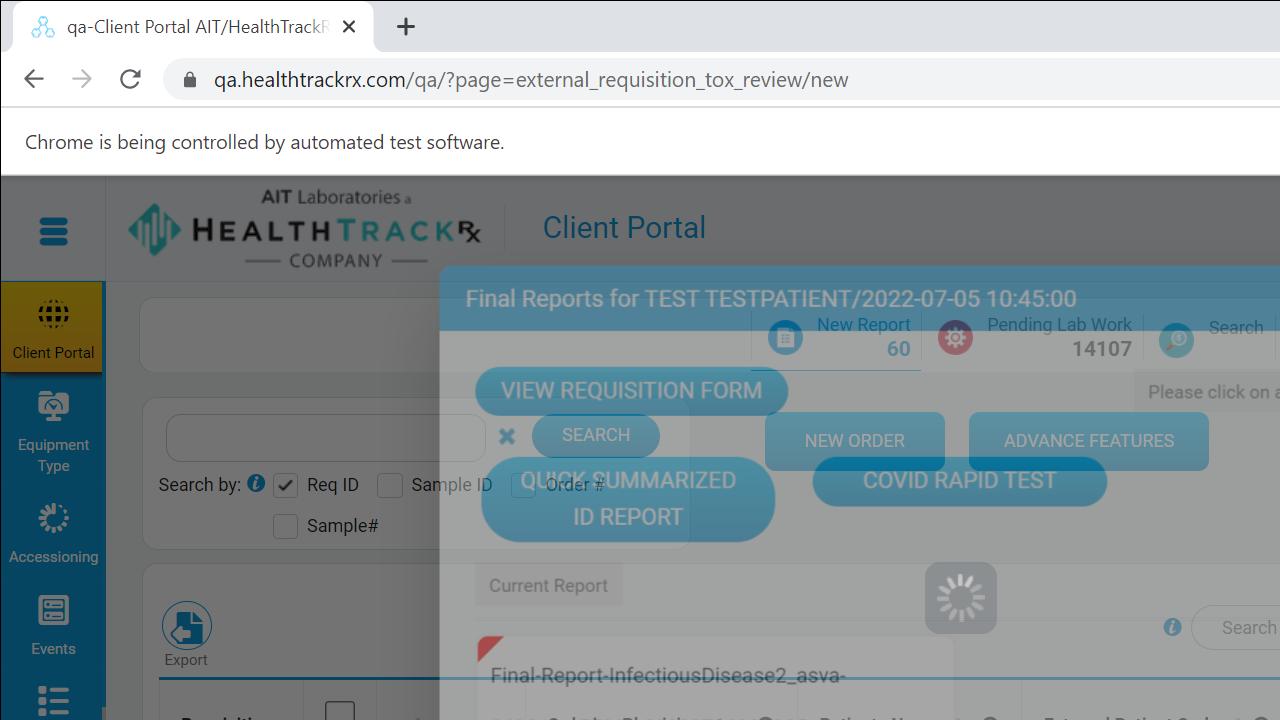 qa-Client Portal AIT/HealthTrackR
qa.healthtrackrx.com/qa/?page=external_requisition_tox_review/new
Chrome is being controlled by automated test software.
AIT Laboratories a
HEALTHTRACKRx
COMPANY
Client Portal
Final Reports for TEST TESTPATIENT/2022-07-05 10:45:00
New Report
60
Pending Lab Work
14107
Search
Client Portal
VIEW REQUISITION FORM
Please click on a
SEARCH
NEW ORDER
ADVANCE FEATURES
Equipment
Type
Search by:
Req ID
Sample ID
Order #
QUICK SUMMARIZED
ID REPORT
COVID RAPID TEST
Sample#
Accessioning
Current Report
Search
Events
Export
Final-Report-InfectiousDisease2_asva-